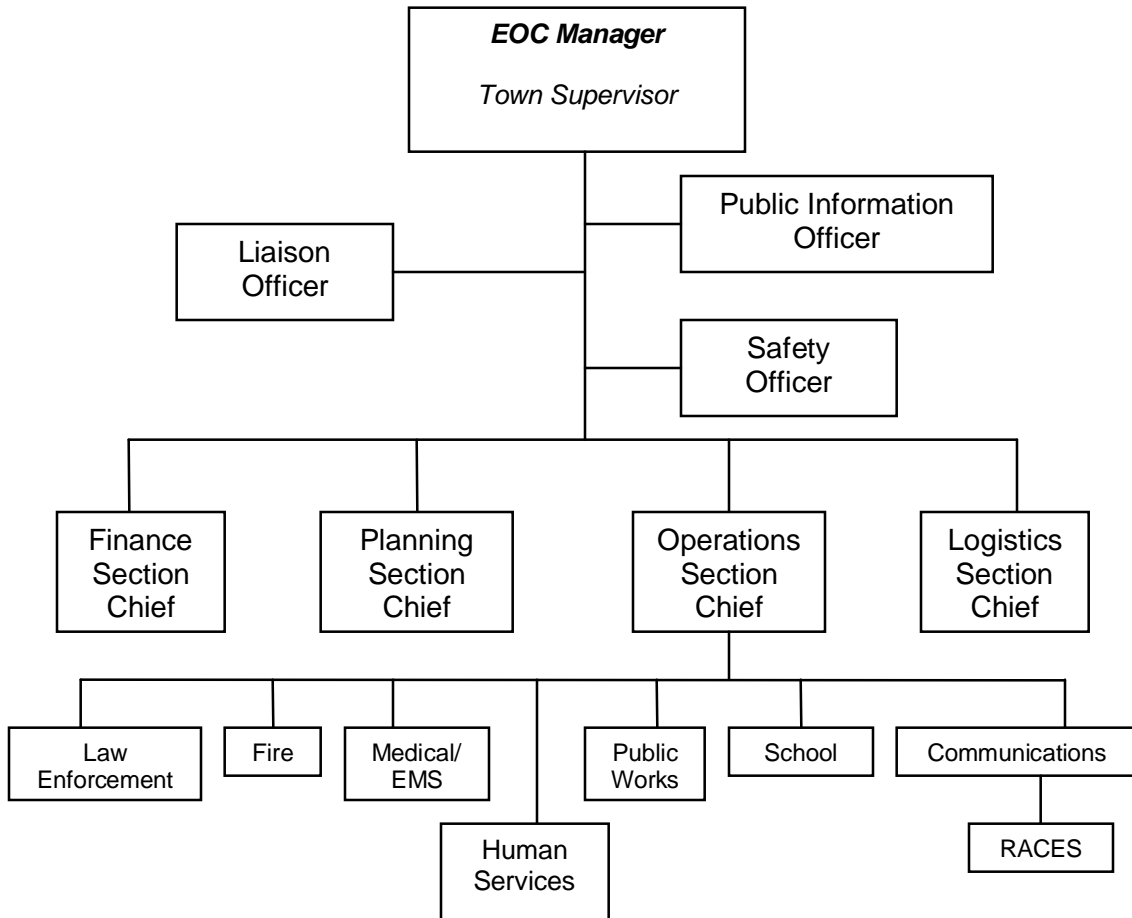 EOC Manager
Town Supervisor
Public Information
Officer
Liaison
Officer
Safety
Officer
Finance
Section
Chief
Planning
Section
Chief
Operations
Section
Chief
Logistics
Section
Chief
Law
Enforcement
Fire
Medical/
EMS
Public
Works
School
Communications
Human
Services
RACES